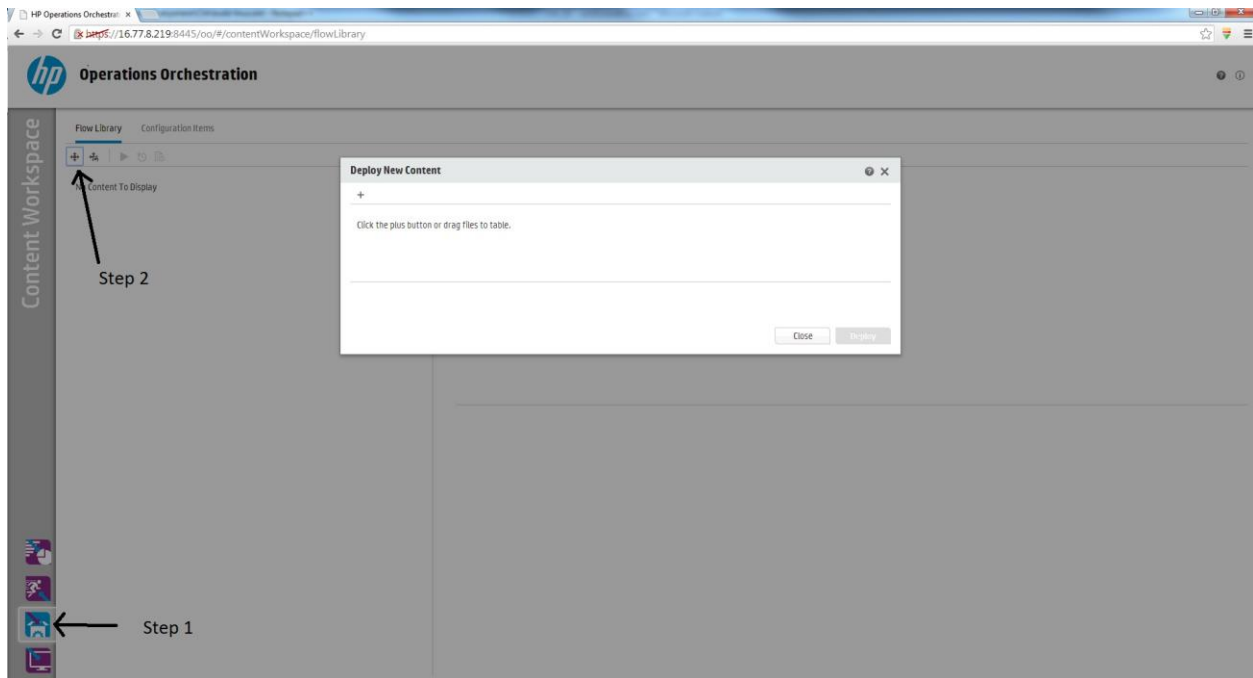 HP Operations Orchestrat
https://16.77.8.219:8445/oo/#/contentWorkspace/flowLibrary
hp
Operations Orchestration
Content Workspace
Flow Library Configuration Items
Deploy New Content
+
No Content To Display
Click the plus button or drag files to table.
Step 2
Close Deploy
Step 1